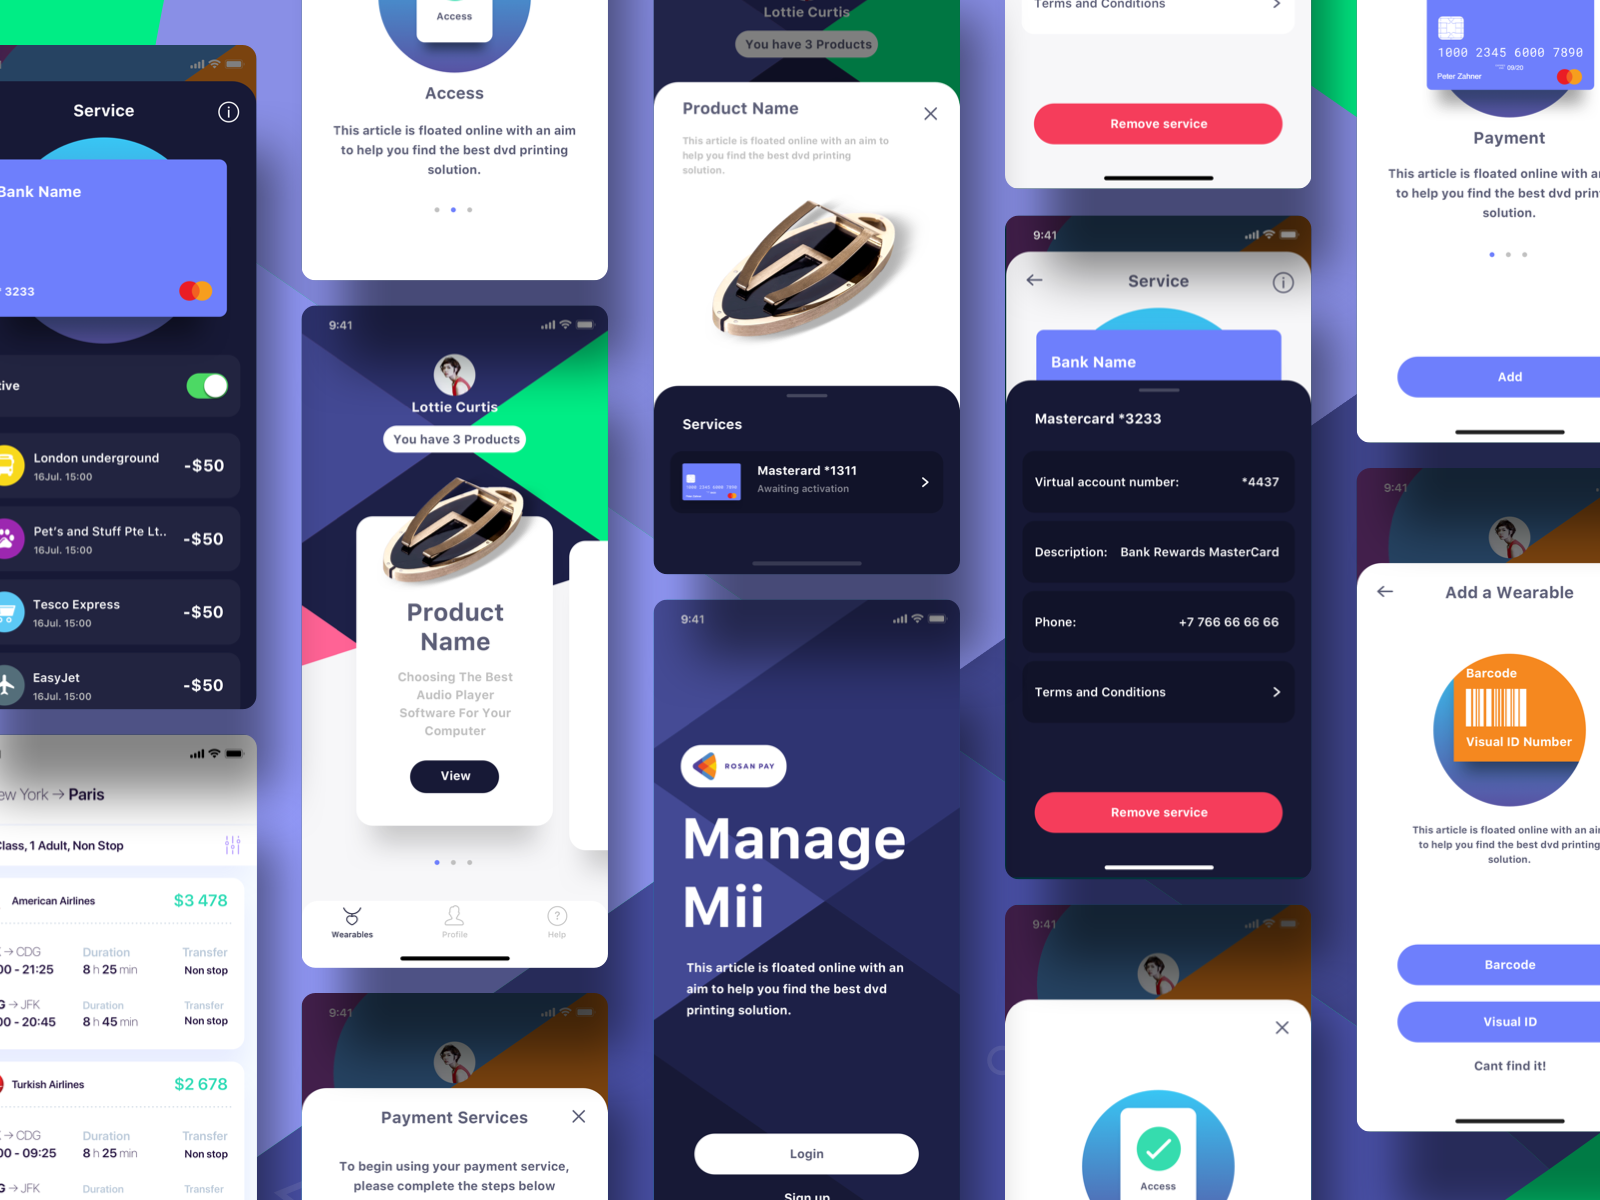 Service
Bank Name
* 3233
tive
London underground
16Jul. 15:00
-$50
Pet's and Stuff Pte Lt..
16Jul. 15:00
-$50
Tesco Express
16Jul. 15:00
-$50
EasyJet
16Jul. 15:00
-$50
ew York → Paris
Class, 1 Adult, Non Stop
American Airlines
$3 478
→ CDG
Duration
Transfer
00 - 21:25
8 h 25 min
Non stop
G → JFK
Duration
Transfer
00 - 20:45
8 h 45 min
Non stop
Turkish Airlines
$2 678
→ CDG
Duration
Transfer
00 - 09:25
8 h 25 min
Non stop
G → JFK
Duration
Transfer
Access
Access
This article is floated online with an aim
to help you find the best dvd printing
solution.
9:41
Lottie Curtis
You have 3 Products
Product
Name
Choosing The Best
Audio Player
Software For Your
Computer
View
Wearables
Profile
Help
9:41
Payment Services
To begin using your payment service,
please complete the steps below
Lottie Curtis
You have 3 Products
Product Name
This article is floated online with an aim to
help you find the best dvd printing
solution.
Services
Masterard *1311
Awaiting activation
9:41
ROSAN PAY
Manage
Mii
This article is floated online with an
aim to help you find the best dvd
printing solution.
Login
Sign up
Terms and Conditions
Remove service
9:41
Service
Bank Name
Mastercard *3233
Virtual account number:
*4437
Description:
Bank Rewards MasterCard
Phone:
+7 766 66 66 66
Terms and Conditions
Remove service
9:41
Access
1000 2345 6000 7890
09/20
Peter Zahner
Payment
This article is floated online with an
to help you find the best dvd prin
solution.
Add
9:41
Add a Wearable
Barcode
Visual ID Number
This article is floated online with an ai
to help you find the best dvd printing
solution.
Barcode
Visual ID
Cant find it!